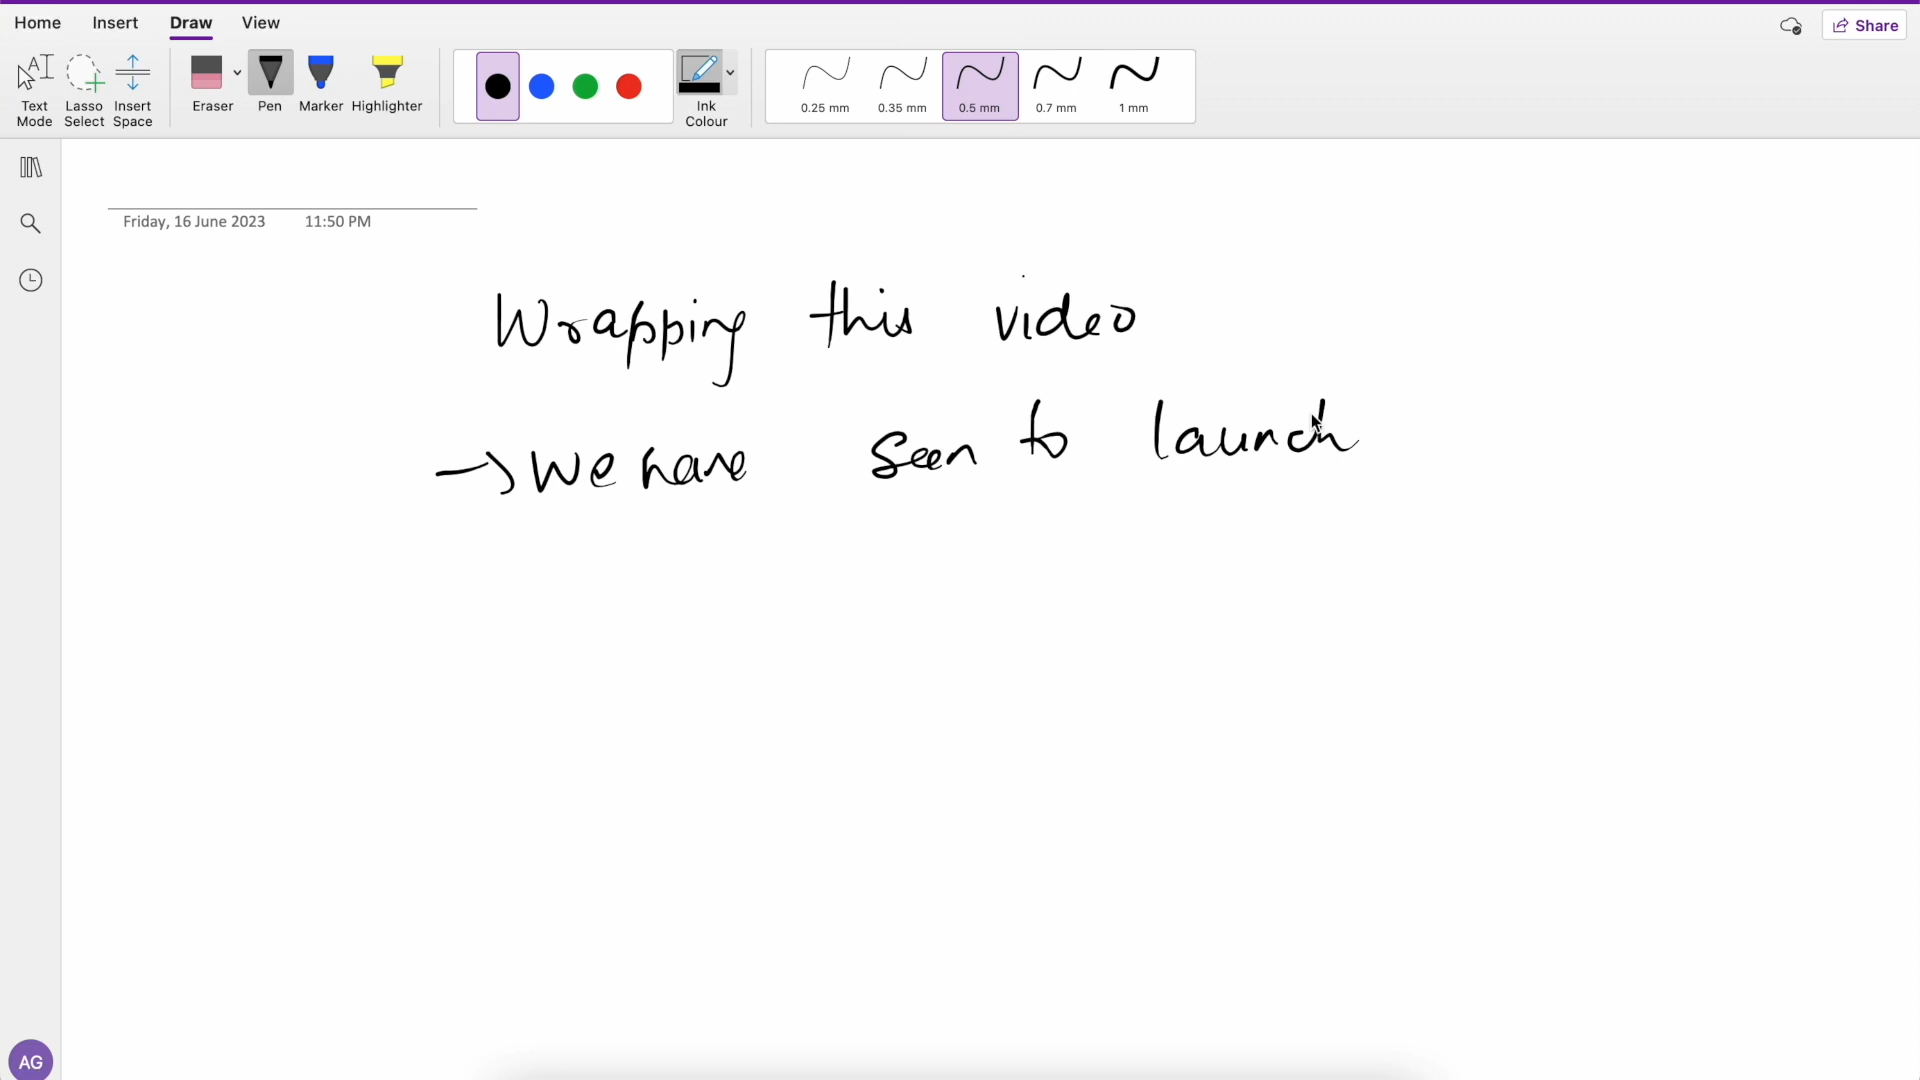 Home Insert Draw View
Share
Text Mode
Lasso Select
Insert Space
Eraser
Pen
Marker
Highlighter
Ink Colour
0.25 mm
0.35 mm
0.5 mm
0.7 mm
1 mm
Friday, 16 June 2023 11:50 PM
Wrapping this video
→ We have seen to launch
AG